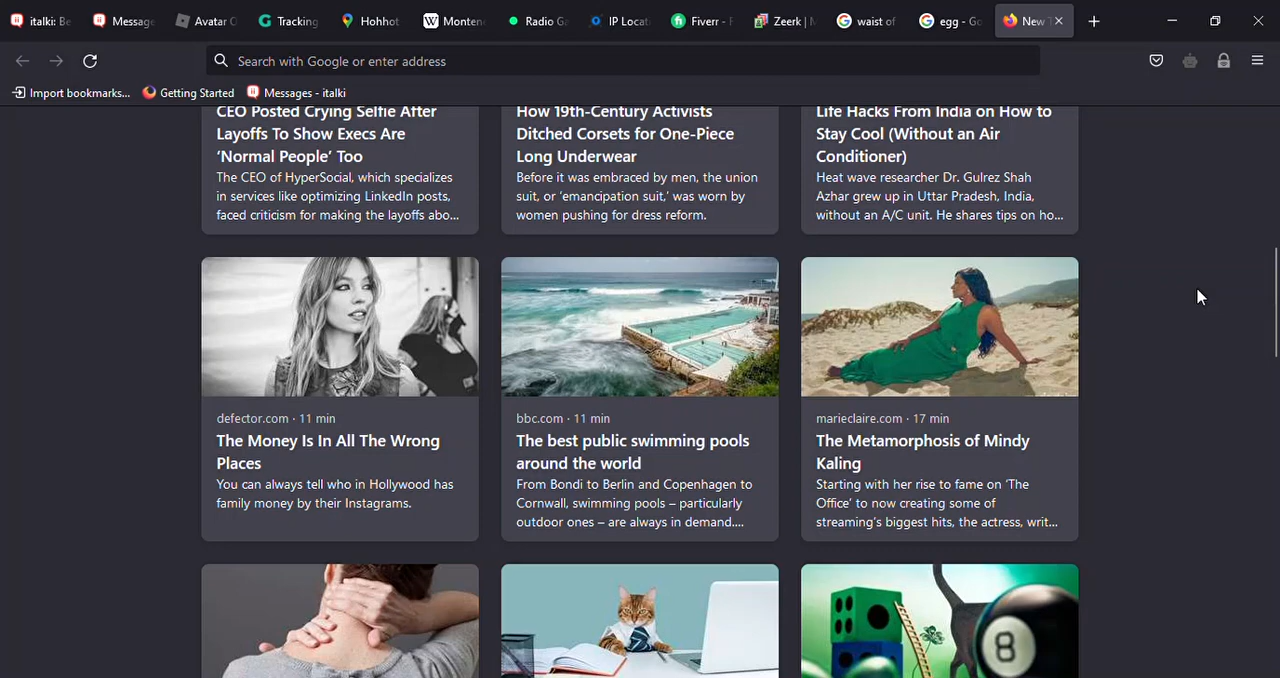 italki: Be
Message
Avatar
Tracking
Hohhot
Monten
Radio Ga
IP Locat
Fiverr - F
Zeerk | M
waist of
egg - Go
New
Search with Google or enter address
Import bookmarks...
Getting Started
Messages - italki
CEO Posted Crying Selfie After
Layoffs To Show Execs Are
‘Normal People’ Too
The CEO of HyperSocial, which specializes
in services like optimizing LinkedIn posts,
faced criticism for making the layoffs abo...
How 19th-Century Activists
Ditched Corsets for One-Piece
Long Underwear
Before it was embraced by men, the union
suit, or ‘emancipation suit,’ was worn by
women pushing for dress reform.
Life Hacks From India on How to
Stay Cool (Without an Air
Conditioner)
Heat wave researcher Dr. Gulrez Shah
Azhar grew up in Uttar Pradesh, India,
without an A/C unit. He shares tips on ho...
defector.com · 11 min
The Money Is In All The Wrong
Places
You can always tell who in Hollywood has
family money by their Instagrams.
bbc.com · 11 min
The best public swimming pools
around the world
From Bondi to Berlin and Copenhagen to
Cornwall, swimming pools – particularly
outdoor ones – are always in demand....
marieclaire.com · 17 min
The Metamorphosis of Mindy
Kaling
Starting with her rise to fame on ‘The
Office’ to now creating some of
streaming’s biggest hits, the actress, writ...
8